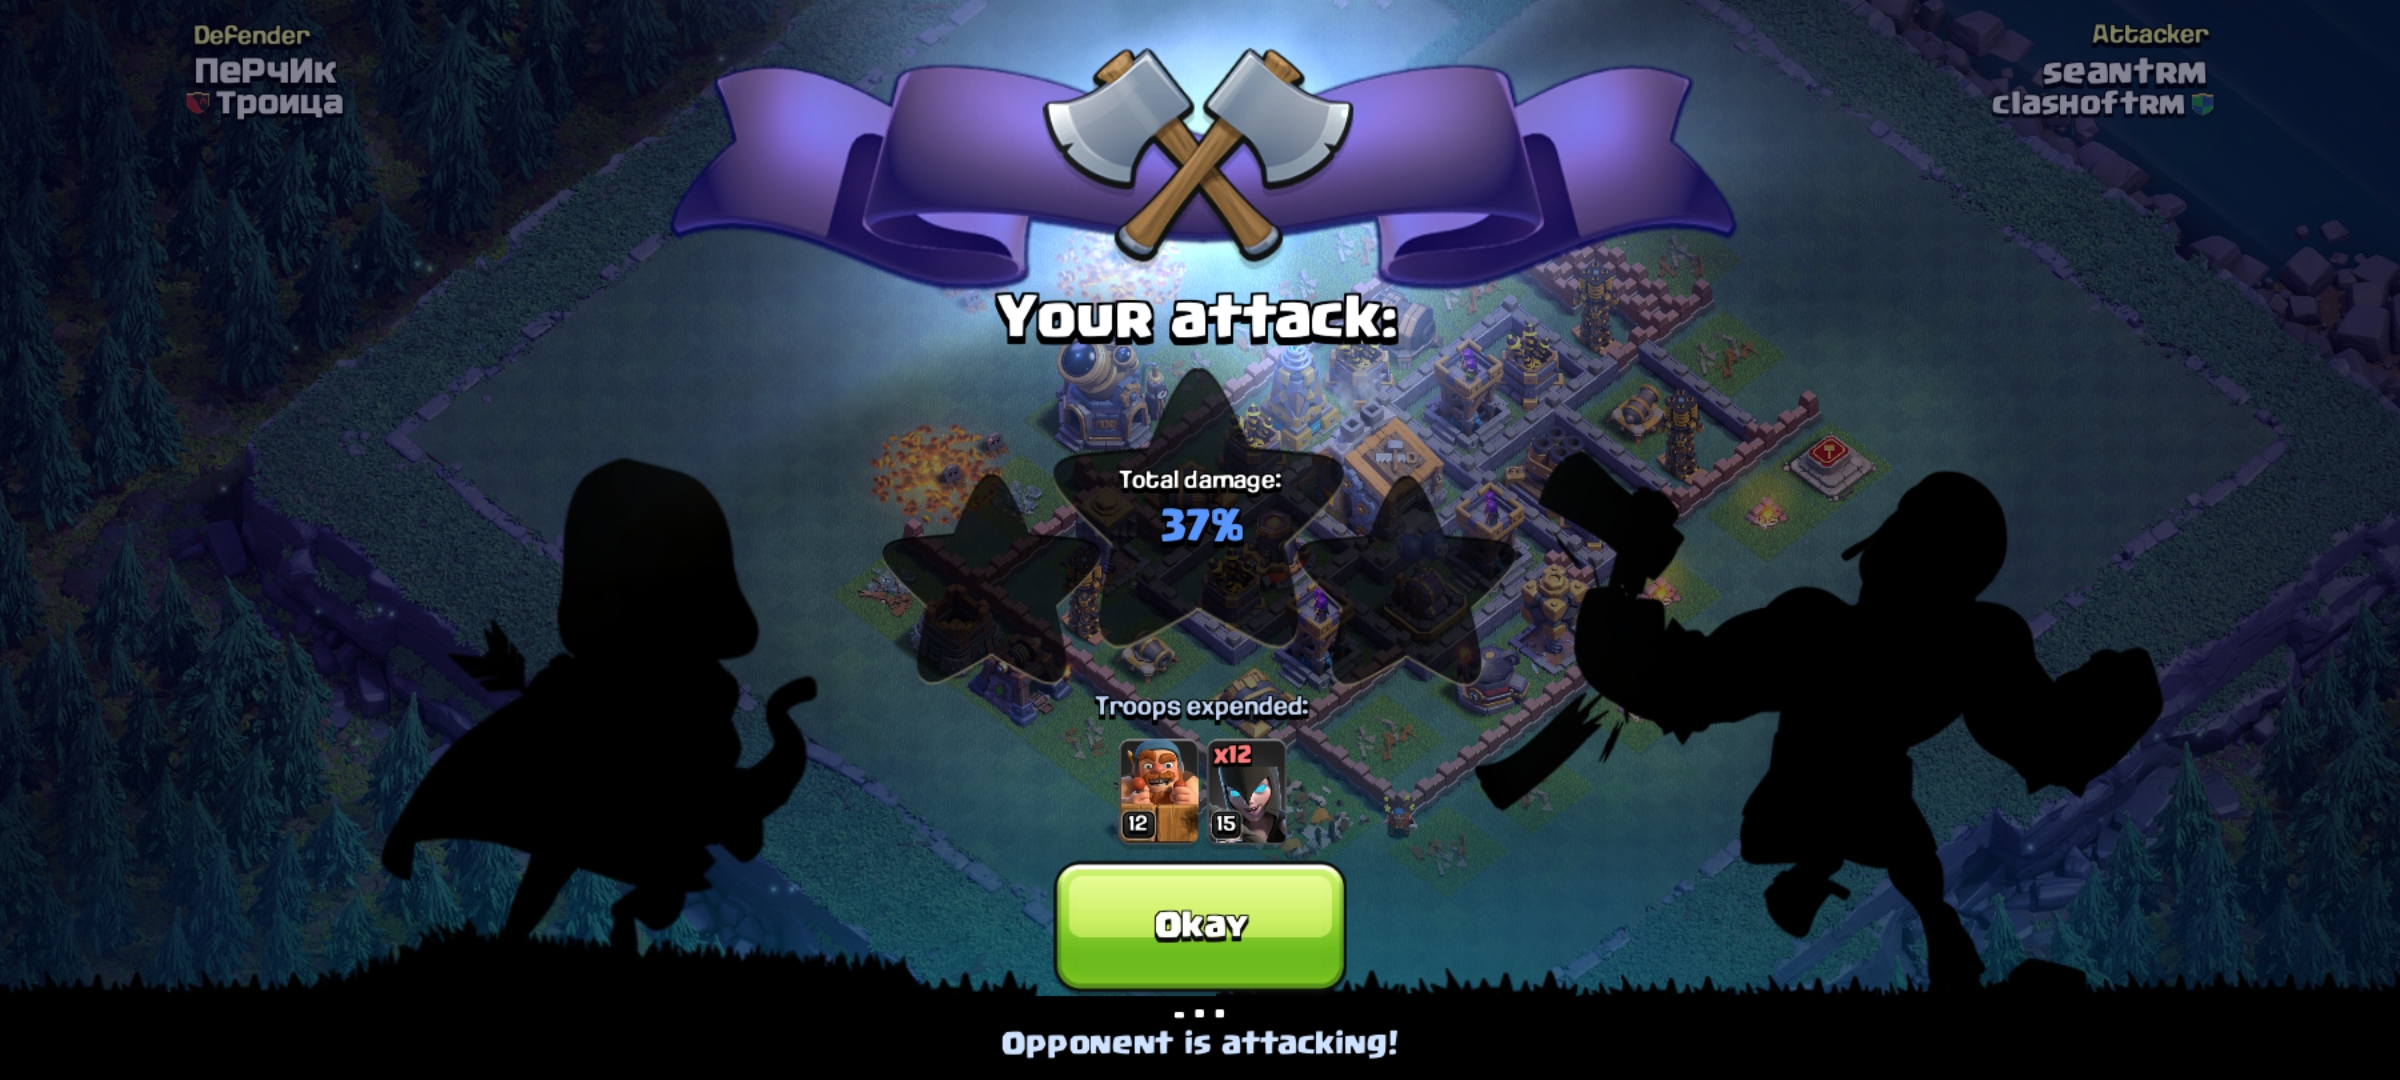 Defender
ПеРчИк
Троица
Attacker
seantRM
clashoftRM
Your attack:
Total damage:
37%
Troops expended:
x12
12
15
Okay
Opponent is attacking!